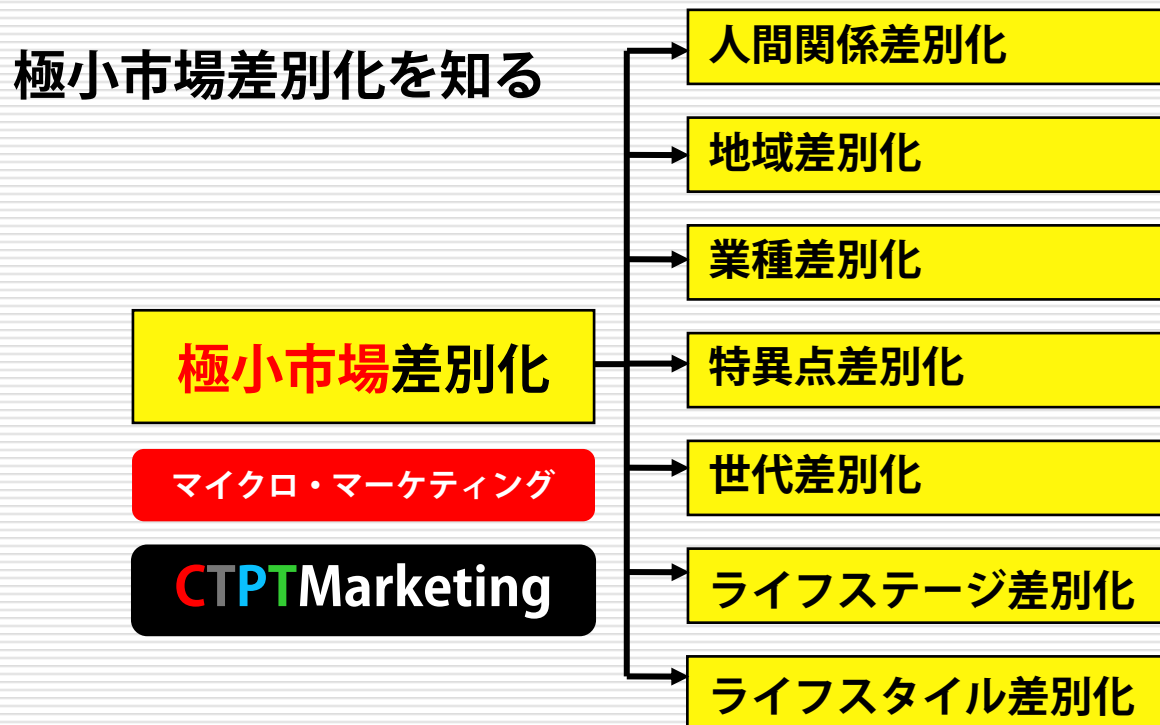 極小市場差別化を知る
極小市場差別化
マイクロ・マーケティング
CTPTMarketing
人間関係差別化
地域差別化
業種差別化
特異点差別化
世代差別化
ライフステージ差別化
ライフスタイル差別化